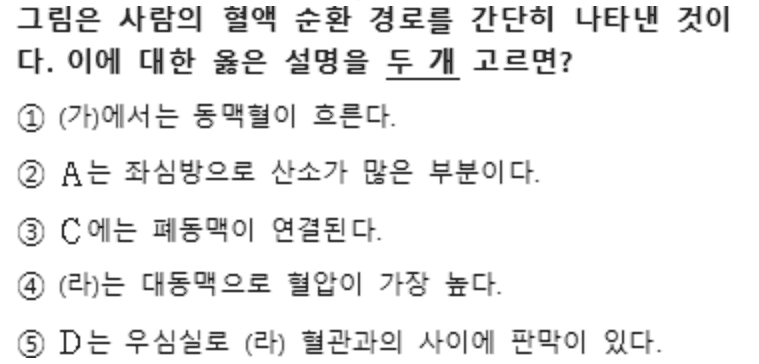 그림은 사람의 혈액 순환 경로를 간단히 나타낸 것이
다. 이에 대한 옳은 설명을 두 개 고르면?
① (가)에서는 동맥혈이 흐른다.
② A는 좌심방으로 산소가 많은 부분이다.
③ C에는 폐동맥이 연결된다.
④ (라)는 대동맥으로 혈압이 가장 높다.
⑤ D는 우심실로 (라) 혈관과의 사이에 판막이 있다.